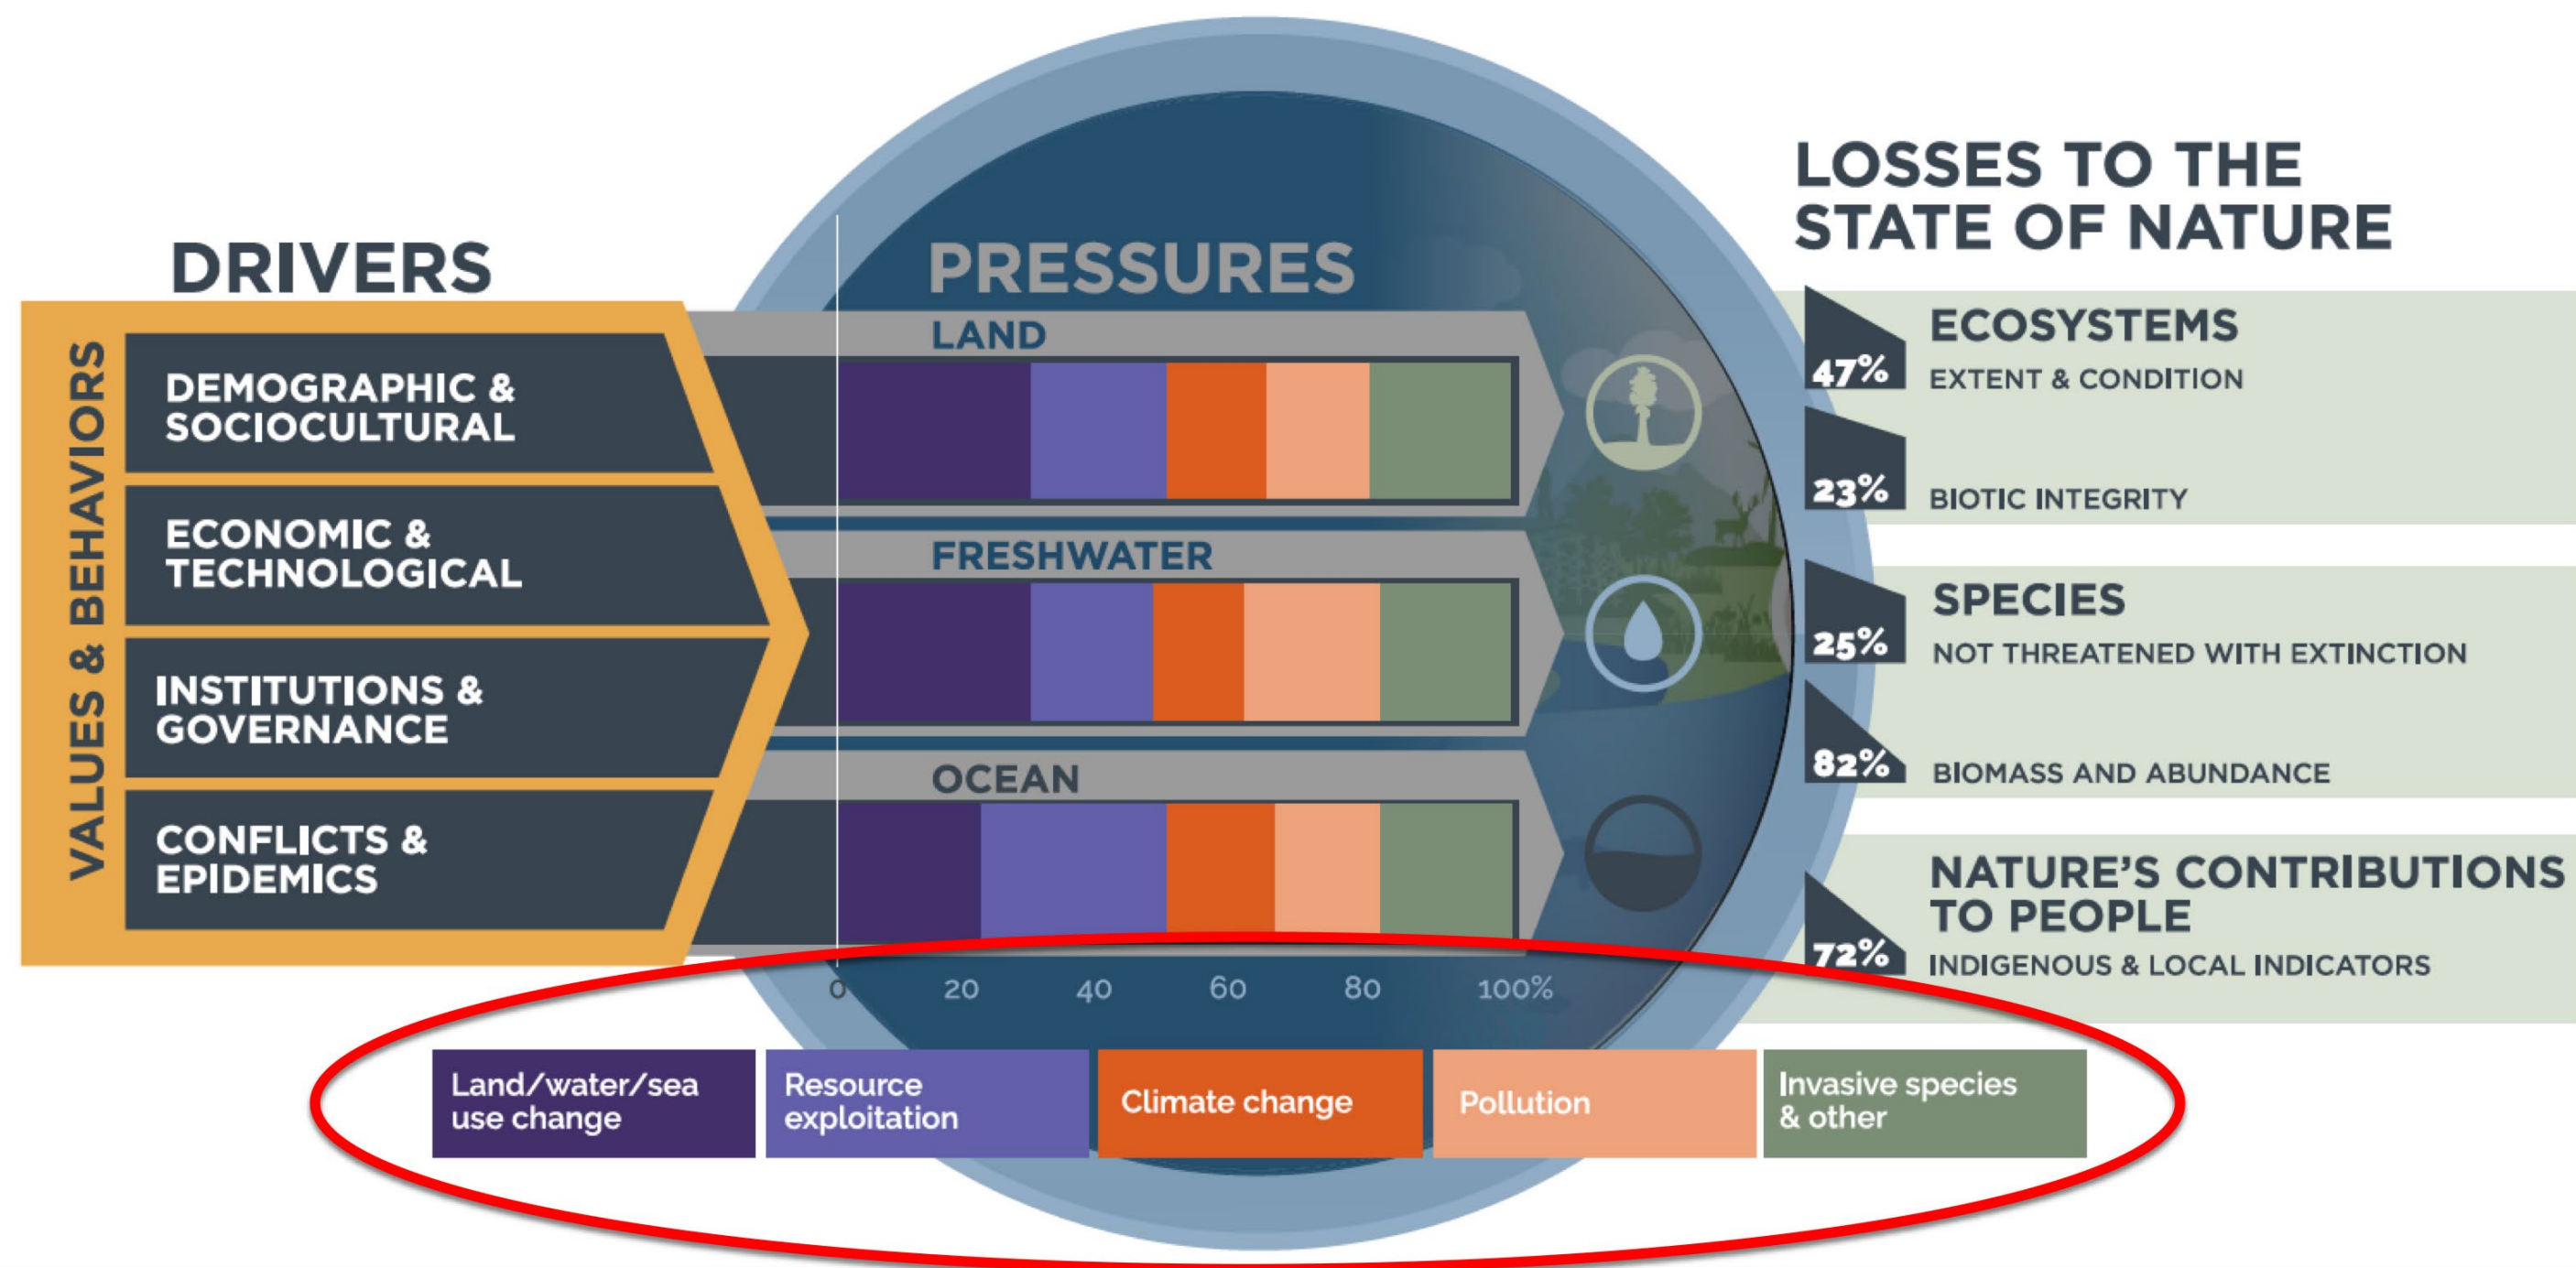 DRIVERS
VALUES & BEHAVIORS
DEMOGRAPHIC &
SOCIOCULTURAL
ECONOMIC &
TECHNOLOGICAL
INSTITUTIONS &
GOVERNANCE
CONFLICTS &
EPIDEMICS
PRESSURES
LAND
FRESHWATER
OCEAN
0 20 40 60 80 100%
Land/water/sea
use change
Resource
exploitation
Climate change
Pollution
Invasive species
& other
LOSSES TO THE
STATE OF NATURE
ECOSYSTEMS
47% EXTENT & CONDITION
23% BIOTIC INTEGRITY
SPECIES
25% NOT THREATENED WITH EXTINCTION
82% BIOMASS AND ABUNDANCE
NATURE'S CONTRIBUTIONS
TO PEOPLE
72% INDIGENOUS & LOCAL INDICATORS